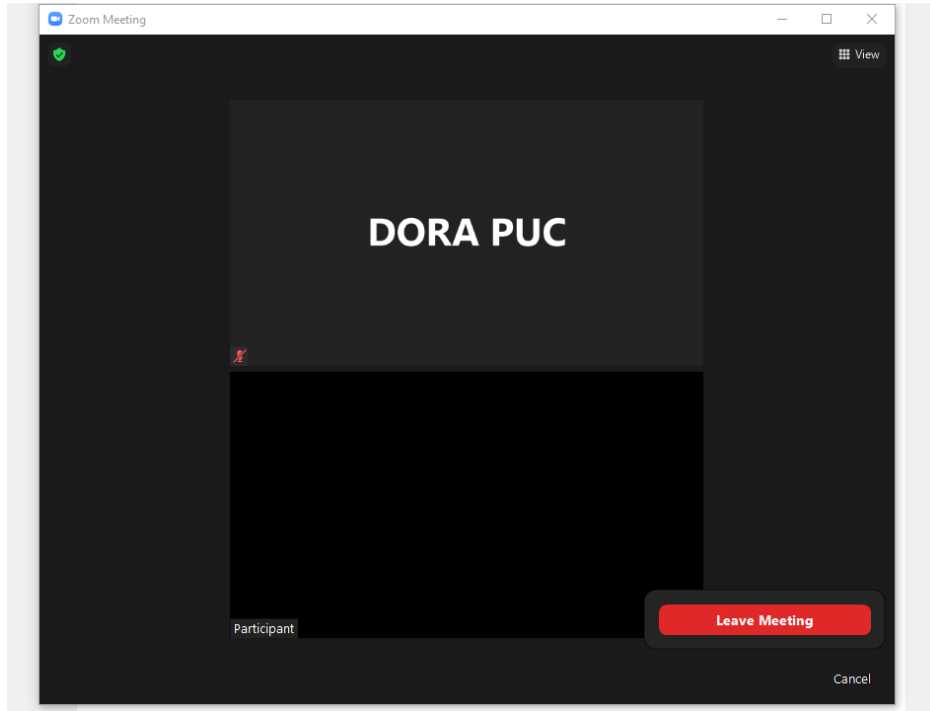 Zoom Meeting
View
DORA PUC
Participant
Leave Meeting
Cancel